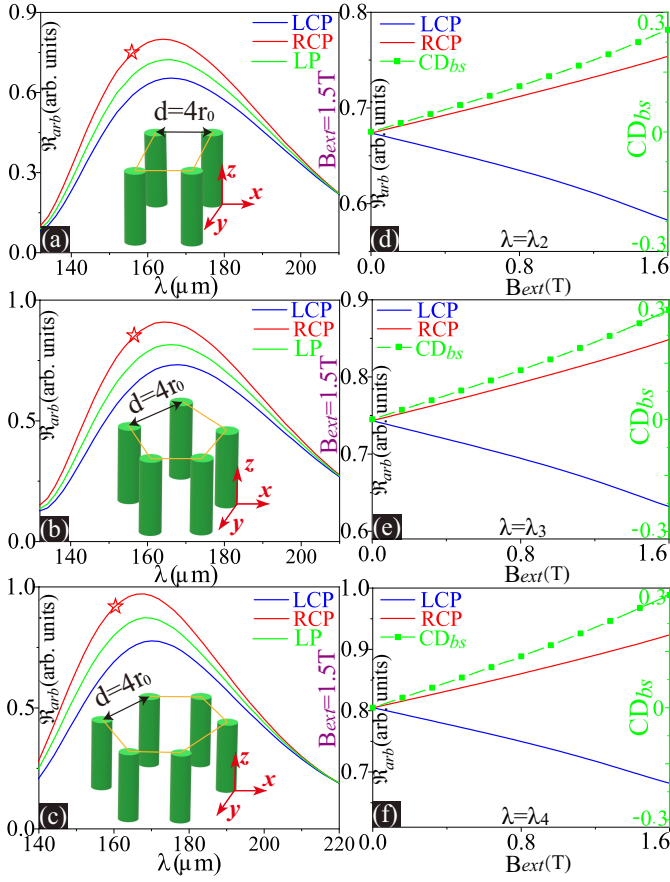 0.9
0.6
0.3
0.0
ℜarb (arb. units)
LCP
RCP
LP
d=4r0
z
x
y
(a)
140 160 180 200
λ(μm)
Bext=1.5T
0.8
0.7
0.6
ℜarb (arb. units)
LCP
RCP
CDbs
0.3
0
-0.3
CDbs
(d)
λ=λ2
0.0 0.8 1.6
Bext(T)
1.0
0.5
0.0
ℜarb (arb. units)
LCP
RCP
LP
d=4r0
z
x
y
(b)
140 160 180 200
λ(μm)
Bext=1.5T
0.9
0.8
0.7
0.6
ℜarb (arb. units)
LCP
RCP
CDbs
0.3
0
-0.3
CDbs
(e)
λ=λ3
0.0 0.8 1.6
Bext(T)
1.0
0.5
0.0
ℜarb (arb. units)
LCP
RCP
LP
d=4r0
z
x
y
(c)
140 160 180 200 220
λ(μm)
Bext=1.5T
1.0
0.9
0.8
0.7
ℜarb (arb. units)
LCP
RCP
CDbs
0.3
0
-0.3
CDbs
(f)
λ=λ4
0.0 0.8 1.6
Bext(T)